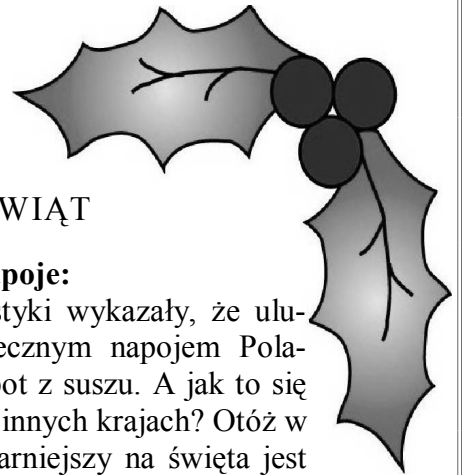 WIĄT
poje:
styki wykazały, że ulu-
ecznym napojem Pola-
pot z suszu. A jak to się
innych krajach? Otóż w
arniejszy na święta jest